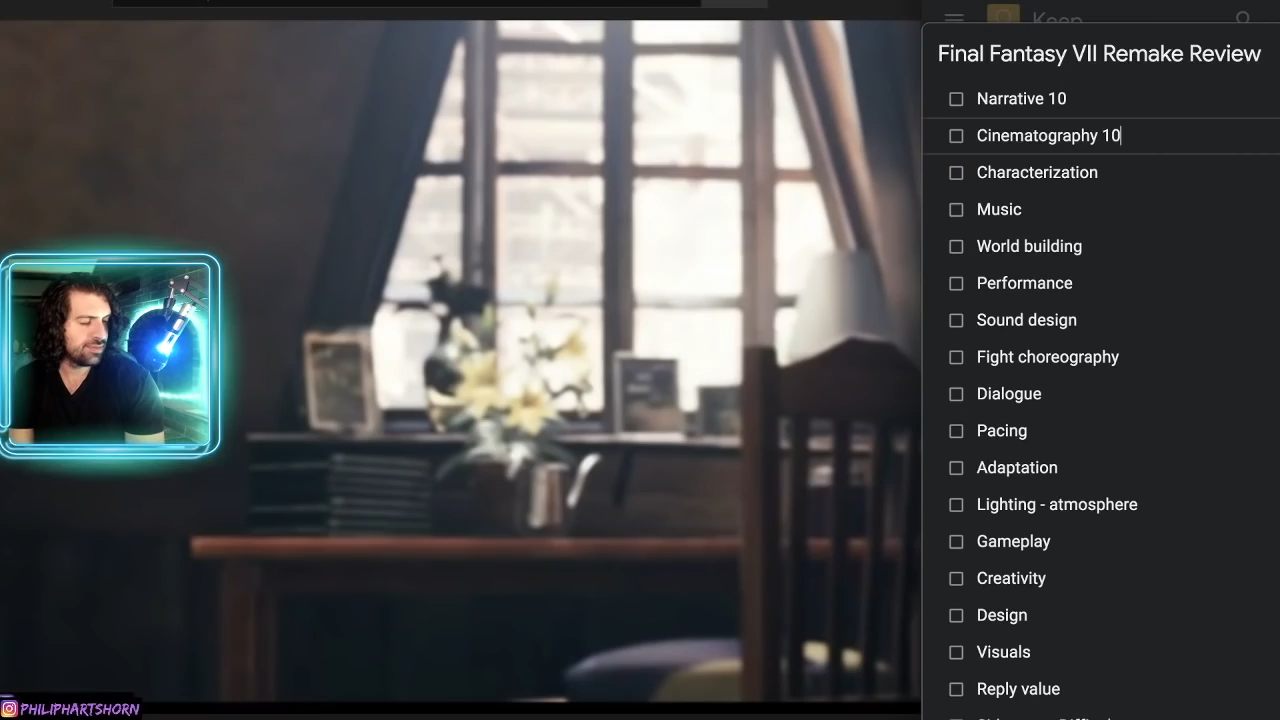 Keep
Final Fantasy VII Remake Review
Narrative 10
Cinematography 10
Characterization
Music
World building
Performance
Sound design
Fight choreography
Dialogue
Pacing
Adaptation
Lighting - atmosphere
Gameplay
Creativity
Design
Visuals
Reply value
PHILIPHARTSHORN